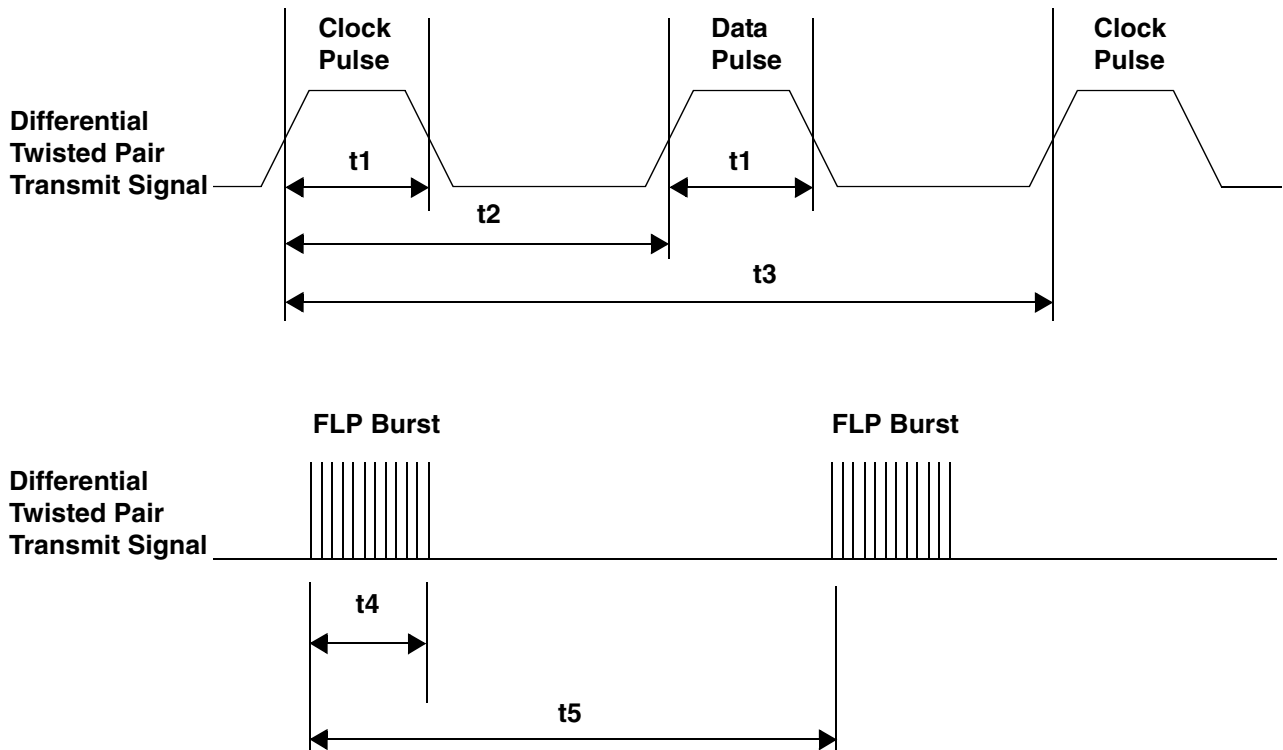 Clock
Pulse
Data
Pulse
Clock
Pulse
Differential
Twisted Pair
Transmit Signal
t1
t1
t2
t3
FLP Burst
FLP Burst
Differential
Twisted Pair
Transmit Signal
t4
t5